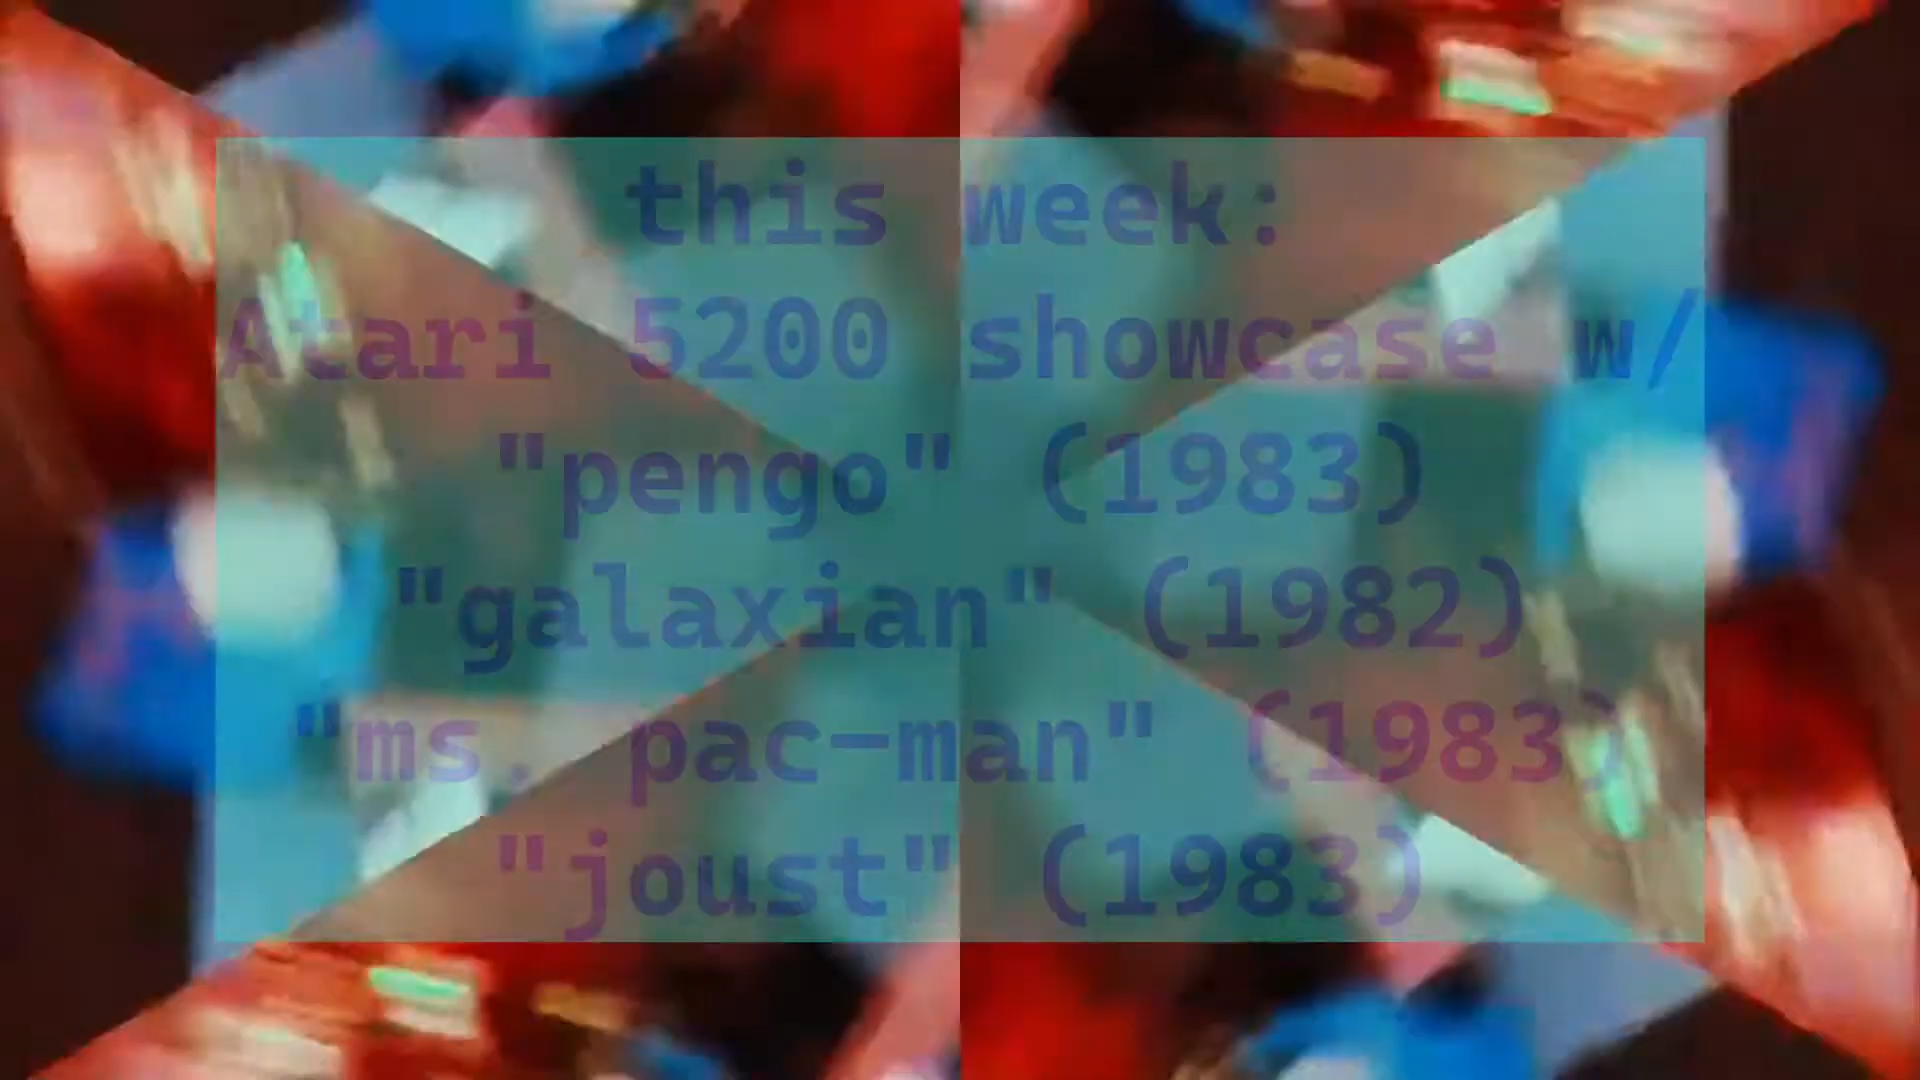 this week:
Atari 5200 showcase w/
"pengo" (1983)
"galaxian" (1982)
"ms. pac-man" (1983)
"joust" (1983)